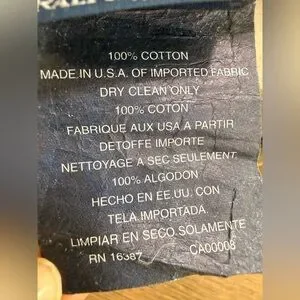 100% COTTON
MADE IN U.S.A. OF IMPORTED FABRIC
DRY CLEAN ONLY
100% COTON
FABRIQUE AUX USA A PARTIR
DETOFFE IMPORTE
NETTOYAGE A SEC SEULEMENT
100% ALGODON
HECHO EN EE.UU. CON
TELA IMPORTADA
LIMPIAR EN SECO SOLAMENTE
RN 16387 CA00008